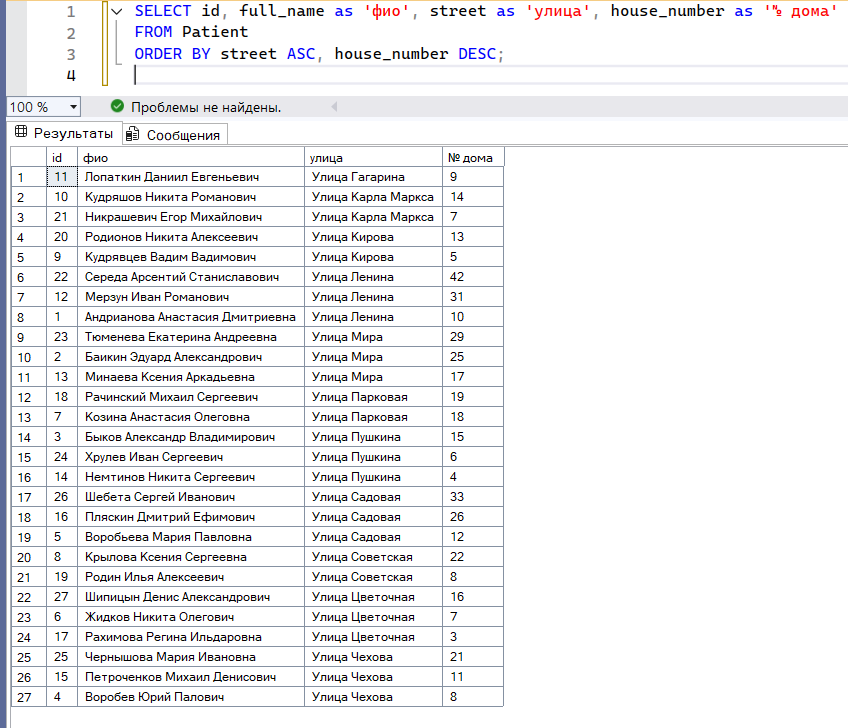 1 SELECT id, full_name as 'фио', street as 'улица', house_number as '№ дома'
2 FROM Patient
3 ORDER BY street ASC, house_number DESC;
4
100 % Проблемы не найдены.
Результаты Сообщения
id фио улица № дома
1 11 Лопаткин Даниил Евгеньевич Улица Гагарина 9
2 10 Кудряшов Никита Романович Улица Карла Маркса 14
3 21 Никрашевич Егор Михайлович Улица Карла Маркса 7
4 20 Родионов Никита Алексеевич Улица Кирова 13
5 9 Кудрявцев Вадим Вадимович Улица Кирова 5
6 22 Середа Арсентий Станиславович Улица Ленина 42
7 12 Мерзун Иван Романович Улица Ленина 31
8 1 Андрианова Анастасия Дмитриевна Улица Ленина 10
9 23 Тюменева Екатерина Андреевна Улица Мира 29
10 2 Баикин Эдуард Александрович Улица Мира 25
11 13 Минаева Ксения Аркадьевна Улица Мира 17
12 18 Рачинский Михаил Сергеевич Улица Парковая 19
13 7 Козина Анастасия Олеговна Улица Парковая 18
14 3 Быков Александр Владимирович Улица Пушкина 15
15 24 Хрулев Иван Сергеевич Улица Пушкина 6
16 14 Немтинов Никита Сергеевич Улица Пушкина 4
17 26 Шебета Сергей Иванович Улица Садовая 33
18 16 Пляскин Дмитрий Ефимович Улица Садовая 26
19 5 Воробьева Мария Павловна Улица Садовая 12
20 8 Крылова Ксения Сергеевна Улица Советская 22
21 19 Родин Илья Алексеевич Улица Советская 8
22 27 Шипицын Денис Александрович Улица Цветочная 16
23 6 Жидков Никита Олегович Улица Цветочная 7
24 17 Рахимова Регина Ильдаровна Улица Цветочная 3
25 25 Чернышова Мария Ивановна Улица Чехова 21
26 15 Петроченков Михаил Денисович Улица Чехова 11
27 4 Воробев Юрий Палович Улица Чехова 8